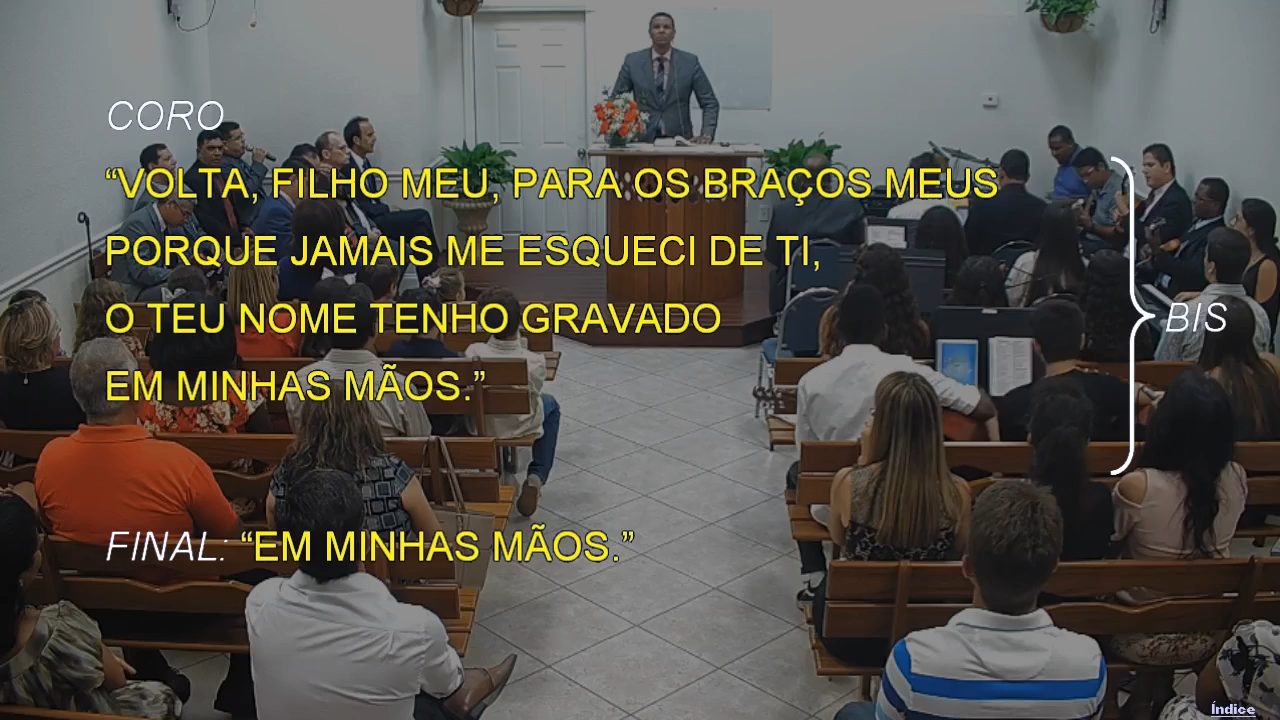 CORO
“VOLTA, FILHO MEU, PARA OS BRAÇOS MEUS
PORQUE JAMAIS ME ESQUECI DE TI,
O TEU NOME TENHO GRAVADO
EM MINHAS MÃOS.”
BIS
FINAL: “EM MINHAS MÃOS.”
Índice